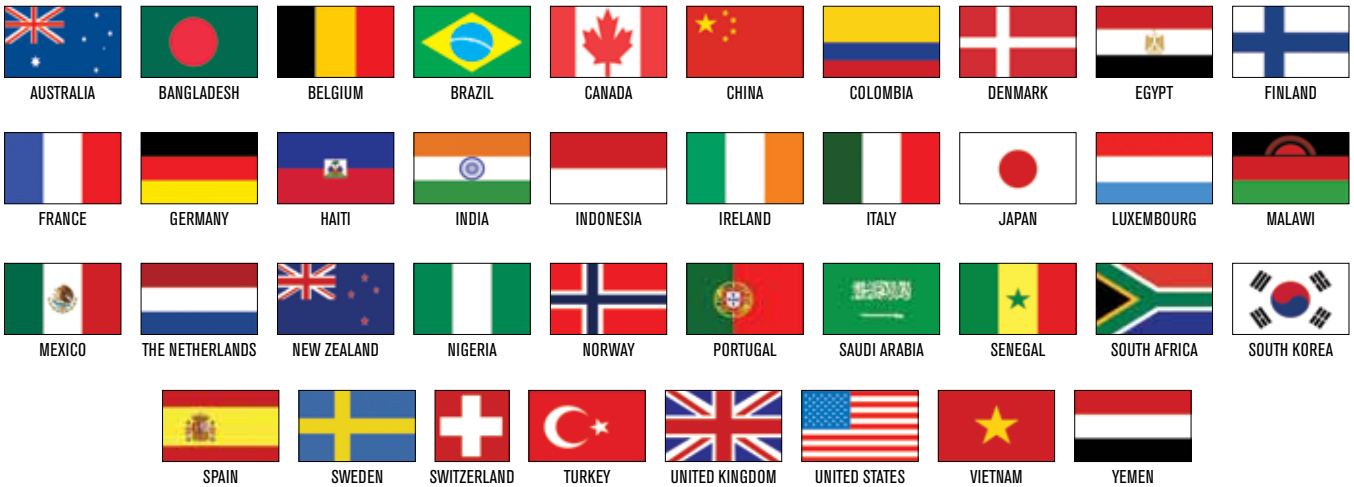 AUSTRALIA BANGLADESH BELGIUM BRAZIL CANADA CHINA COLOMBIA DENMARK EGYPT FINLAND
FRANCE GERMANY HAITI INDIA INDONESIA IRELAND ITALY JAPAN LUXEMBOURG MALAWI
MEXICO THE NETHERLANDS NEW ZEALAND NIGERIA NORWAY PORTUGAL SAUDI ARABIA SENEGAL SOUTH AFRICA SOUTH KOREA
SPAIN SWEDEN SWITZERLAND TURKEY UNITED KINGDOM UNITED STATES VIETNAM YEMEN